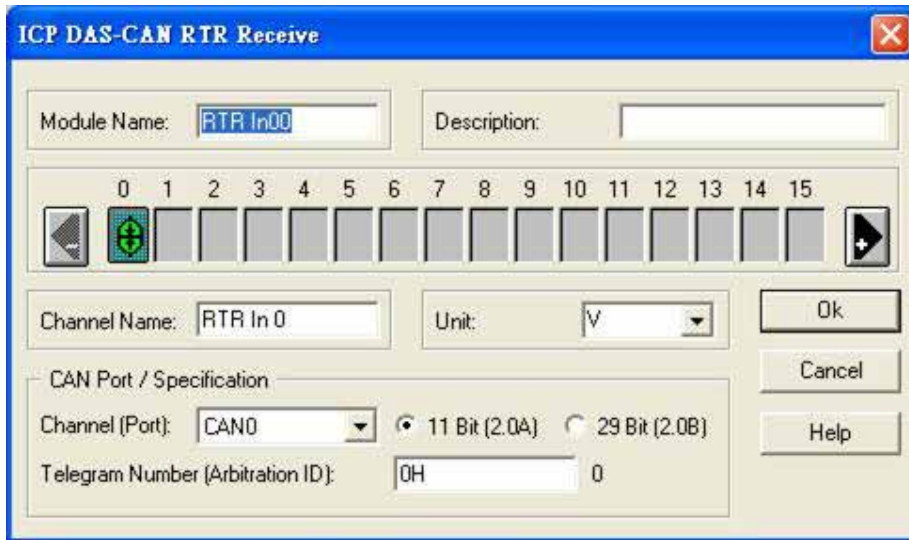 ICP DAS-CAN RTR Receive
Module Name: RTR In00 Description:
0 1 2 3 4 5 6 7 8 9 10 11 12 13 14 15
- +
Channel Name: RTR In 0 Unit: V Ok
CAN Port / Specification Cancel
Channel (Port): CAN0 11 Bit (2.0A) 29 Bit (2.0B) Help
Telegram Number (Arbitration ID): 0H 0